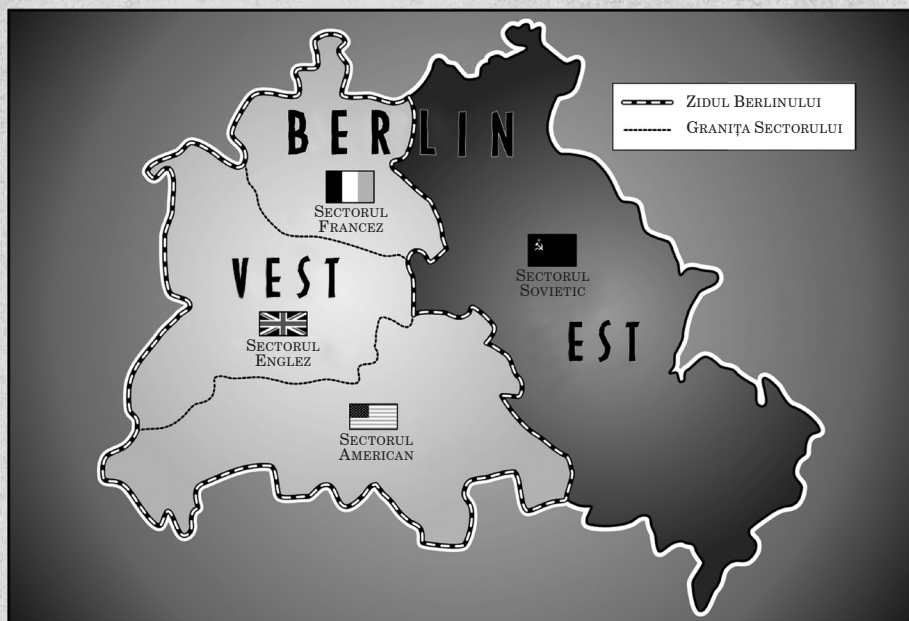 BERLIN
VEST
EST
Sectorul
Francez
Sectorul
Englez
Sectorul
American
Sectorul
Sovietic
Zidul Berlinului
Granița Sectorului